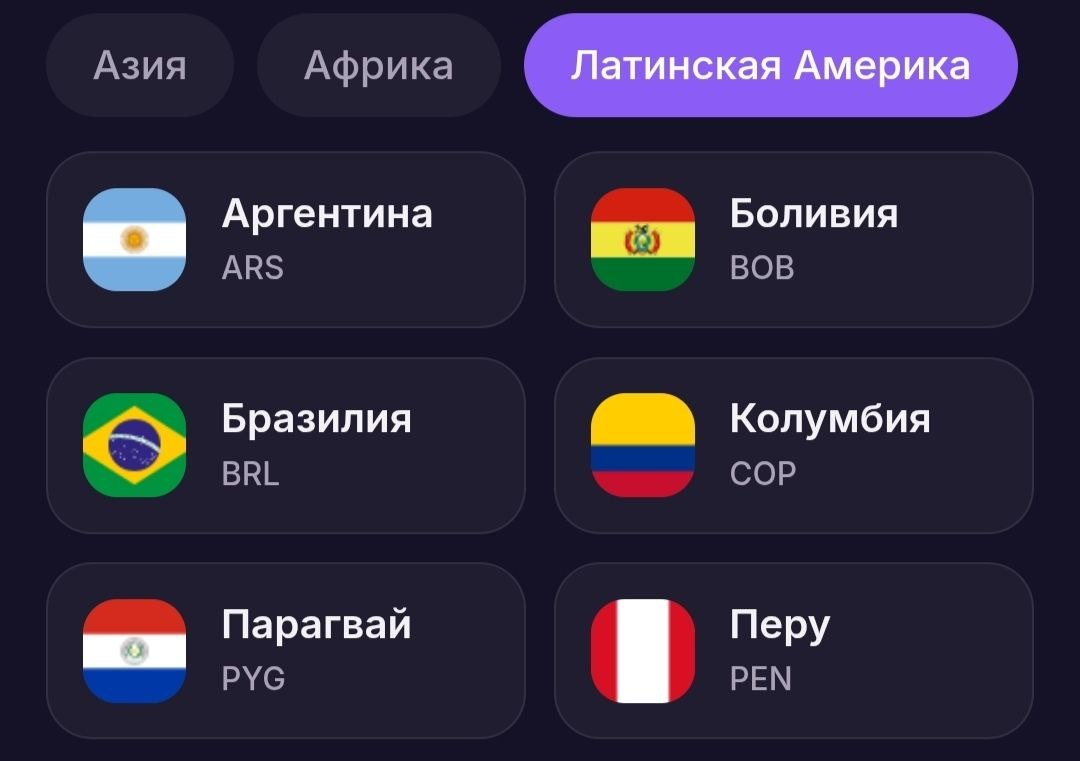 Азия
Африка
Латинская Америка
Аргентина
ARS
Боливия
BOB
Бразилия
BRL
Колумбия
COP
Парагвай
PYG
Перу
PEN